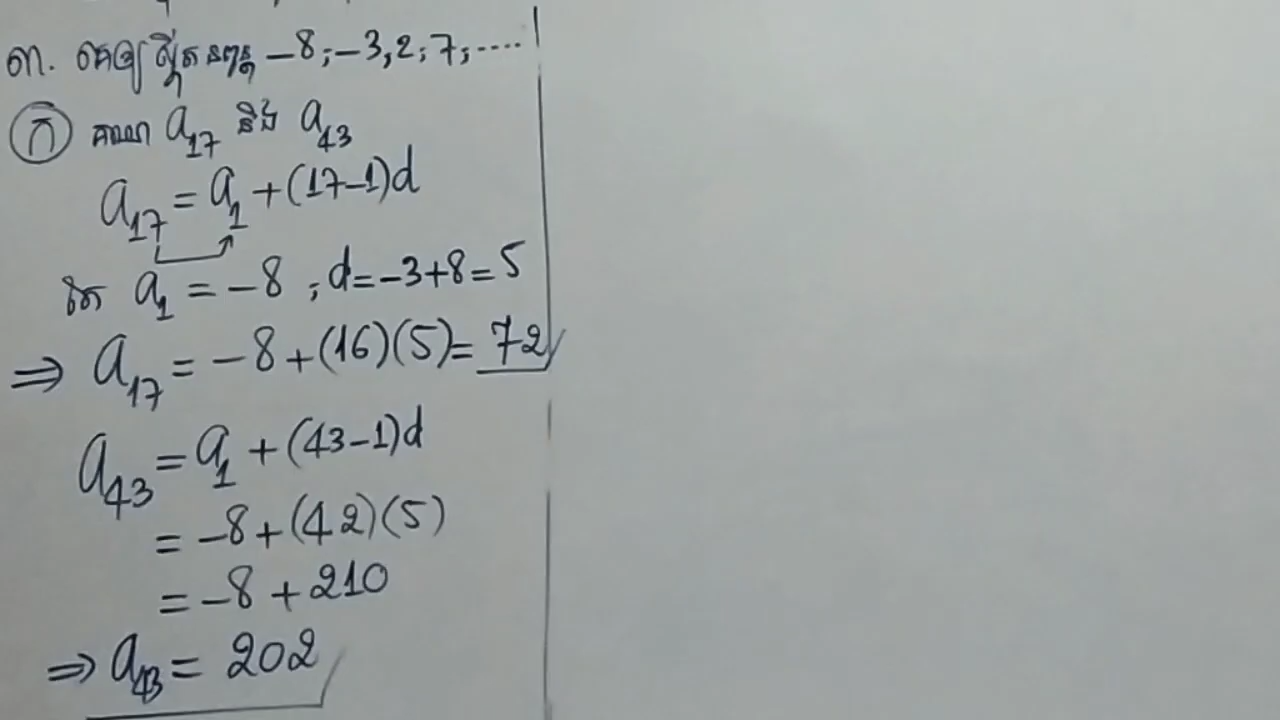 ៣. គេឲ្យស្វ៊ីតនព្វន្ត -8 ; -3 , 2 ; 7 ; ....
ក គណនា a₁₇ និង a₄₃
a₁₇ = a₁ + (17-1)d
ដោយ a₁ = -8 ; d = -3+8 = 5
⇒ a₁₇ = -8 + (16)(5) = 72
a₄₃ = a₁ + (43-1)d
= -8 + (42)(5)
= -8 + 210
⇒ a₄₃ = 202